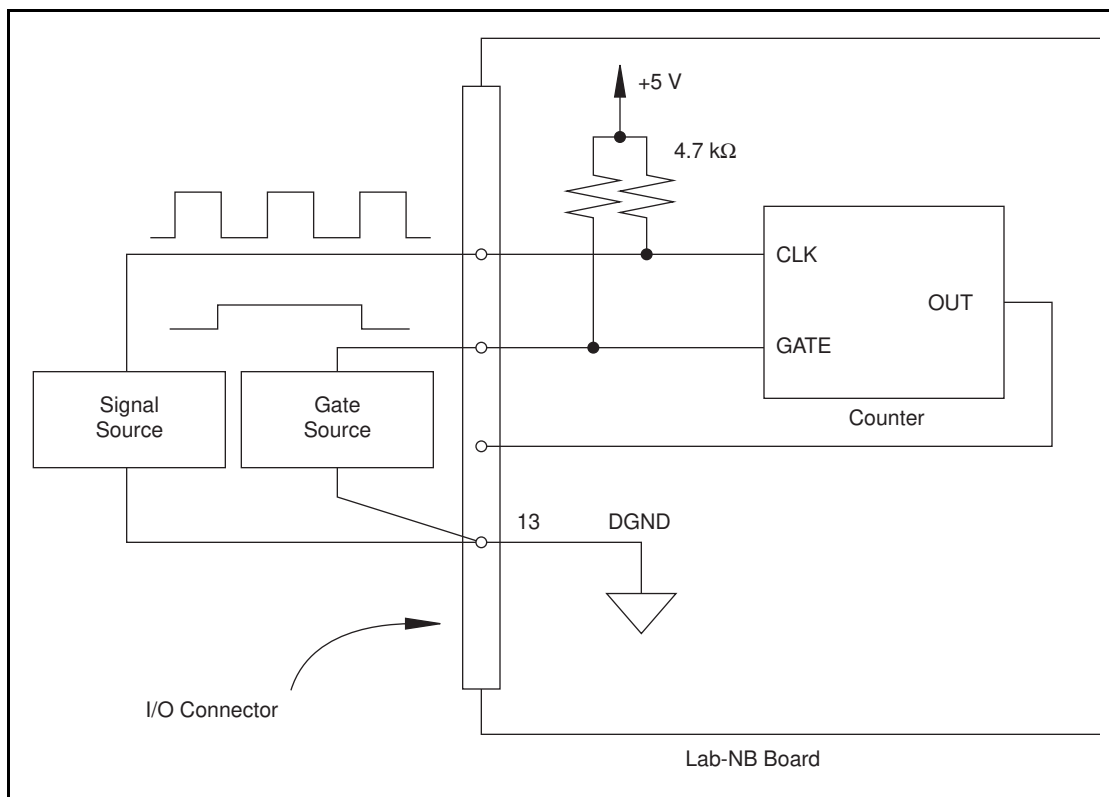 +5 V
4.7 kΩ
CLK
OUT
GATE
Signal
Source
Gate
Source
Counter
13
DGND
I/O Connector
Lab-NB Board